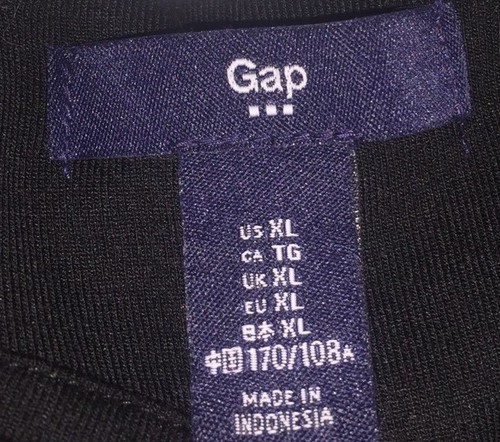 Gap
US XL
CA TG
UK XL
EU XL
日本 XL
中国 170/108A
MADE IN
INDONESIA